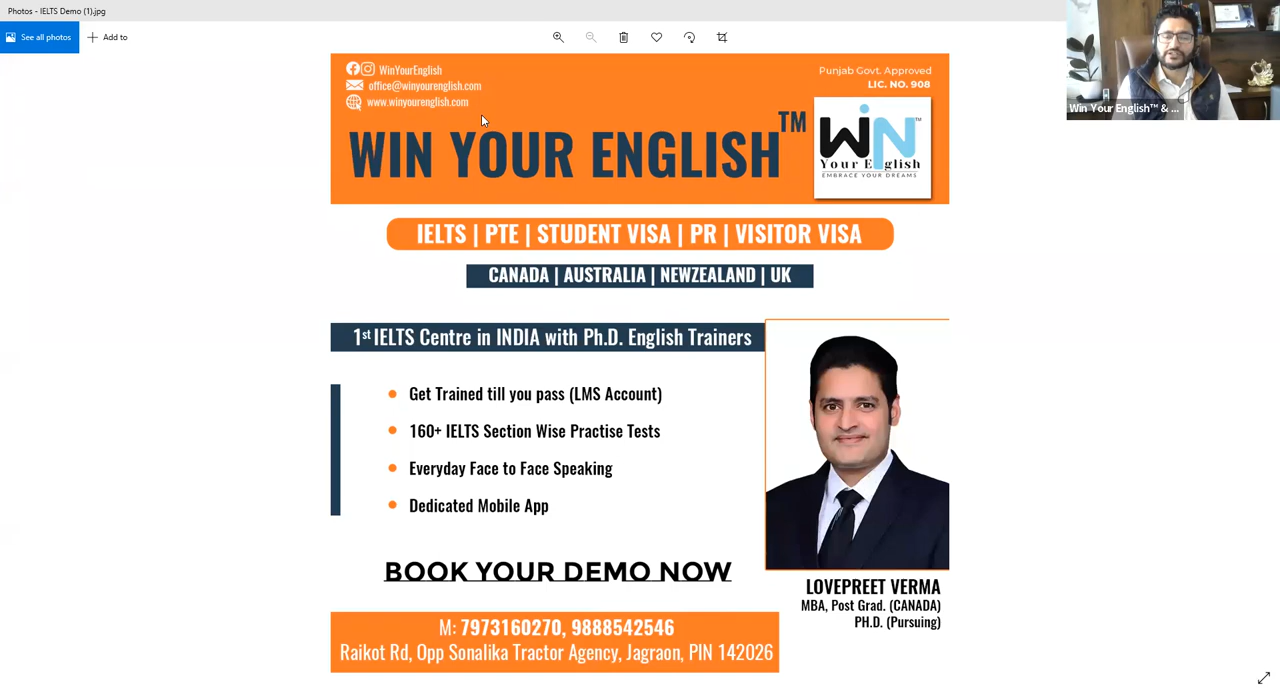 Photos - IELTS Demo (1).jpg
See all photos
Add to
WinYourEnglish
office@winyourenglish.com
www.winyourenglish.com
Punjab Govt. Approved
LIC. NO. 908
WIN YOUR ENGLISH TM
WiN TM
Your English
EMBRACE YOUR DREAMS
Win Your English™ & ...
IELTS | PTE | STUDENT VISA | PR | VISITOR VISA
CANADA | AUSTRALIA | NEWZEALAND | UK
1st IELTS Centre in INDIA with Ph.D. English Trainers
Get Trained till you pass (LMS Account)
160+ IELTS Section Wise Practise Tests
Everyday Face to Face Speaking
Dedicated Mobile App
BOOK YOUR DEMO NOW
LOVEPREET VERMA
MBA, Post Grad. (CANADA)
PH.D. (Pursuing)
M: 7973160270, 9888542546
Raikot Rd, Opp Sonalika Tractor Agency, Jagraon, PIN 142026